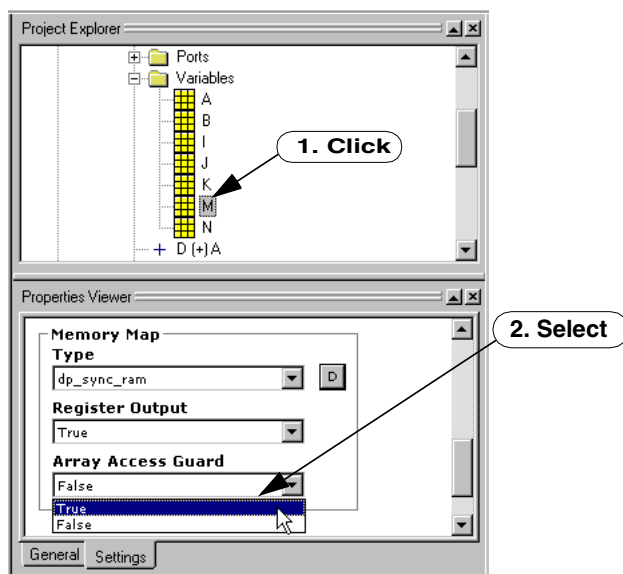 Project Explorer
Ports
Variables
A
B
I
1. Click
J
K
M
N
D (+) A
Properties Viewer
2. Select
Memory Map
Type
dp_sync_ram
D
Register Output
True
Array Access Guard
False
True
False
General Settings